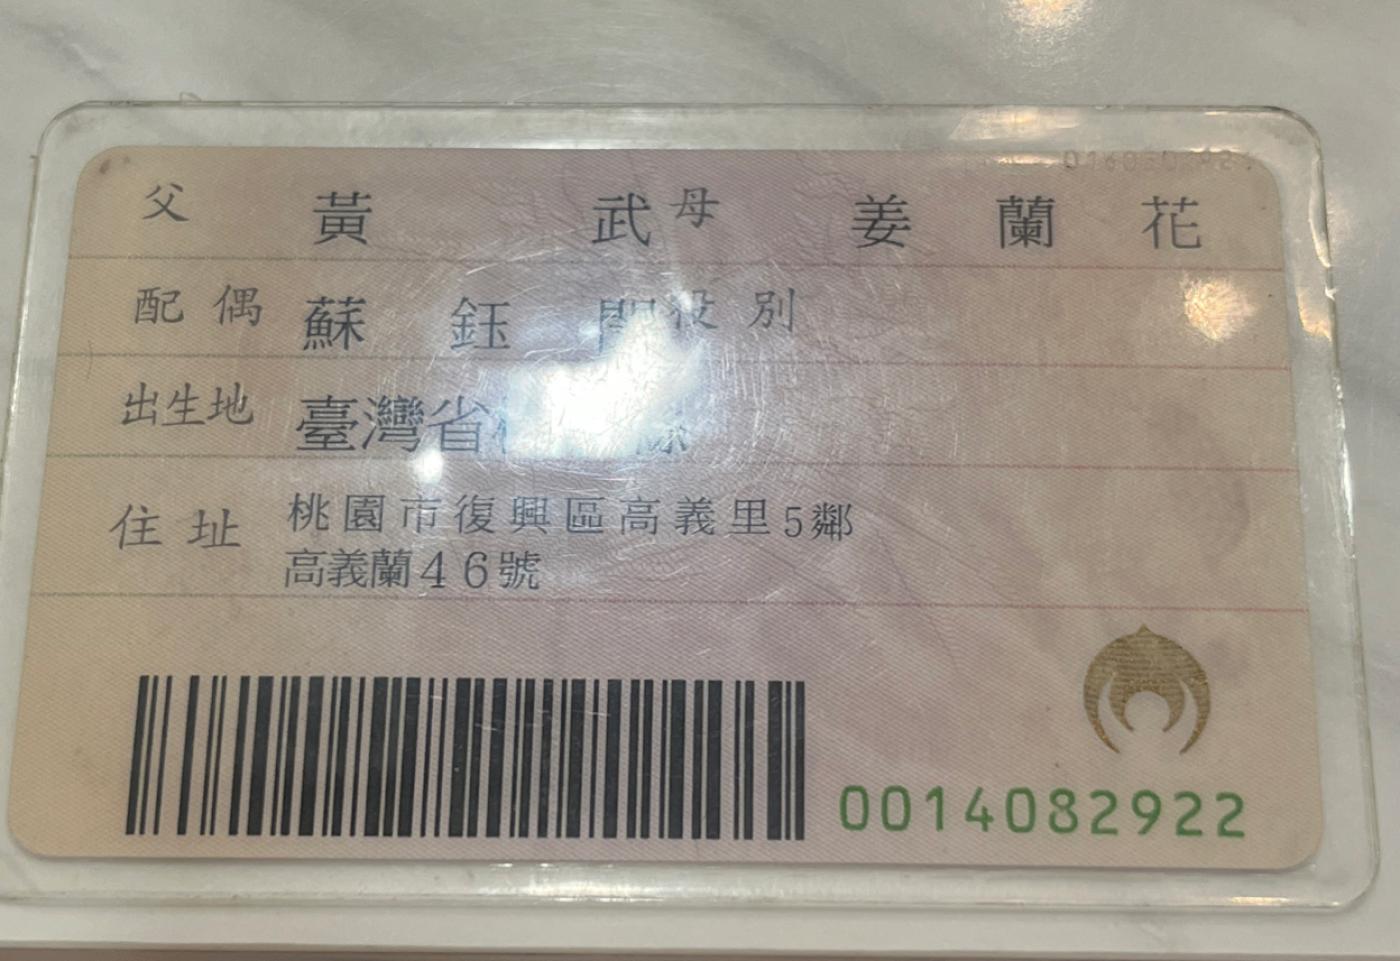 父 黃 武 母 姜 蘭 花
配偶 蘇 鈺 役別
出生地 臺灣省
住址 桃園市復興區高義里5鄰
高義蘭46號
0014082922